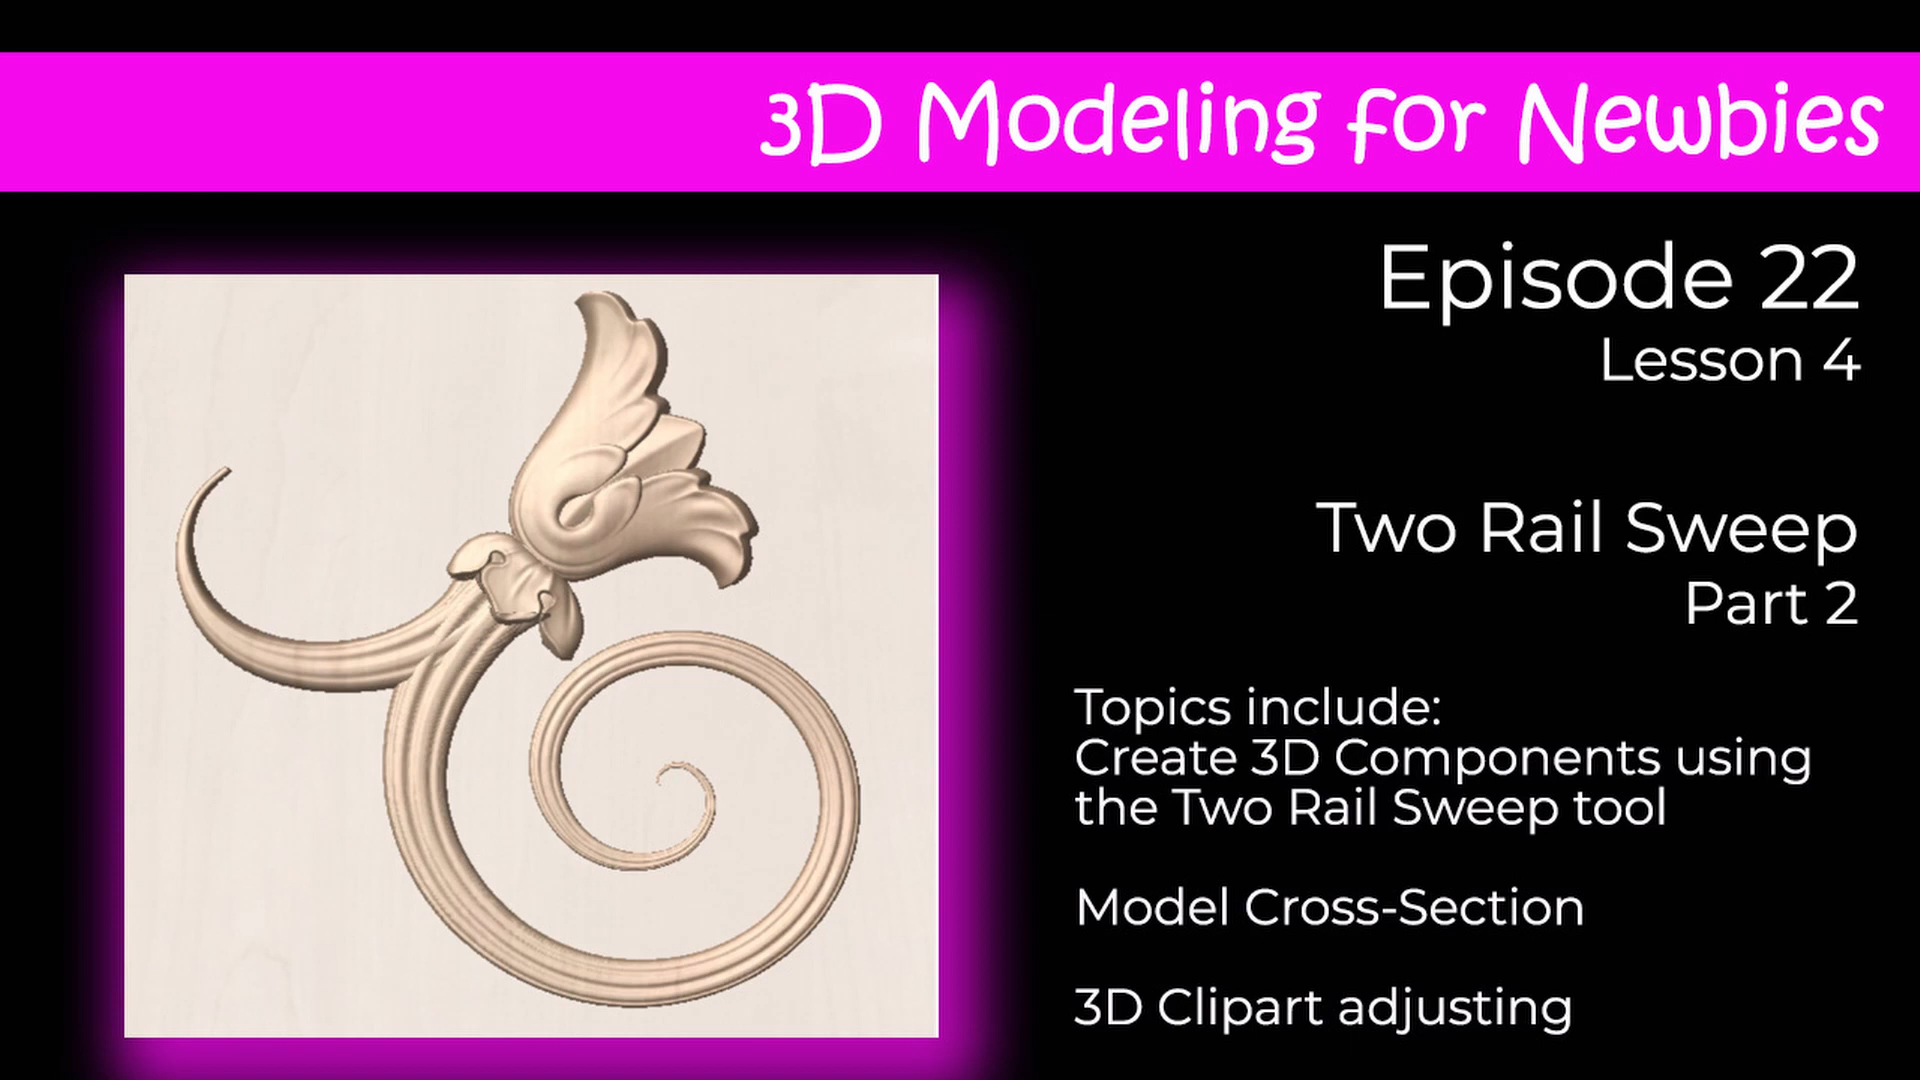 3D Modeling for Newbies
Episode 22
Lesson 4
Two Rail Sweep
Part 2
Topics include:
Create 3D Components using
the Two Rail Sweep tool
Model Cross-Section
3D Clipart adjusting